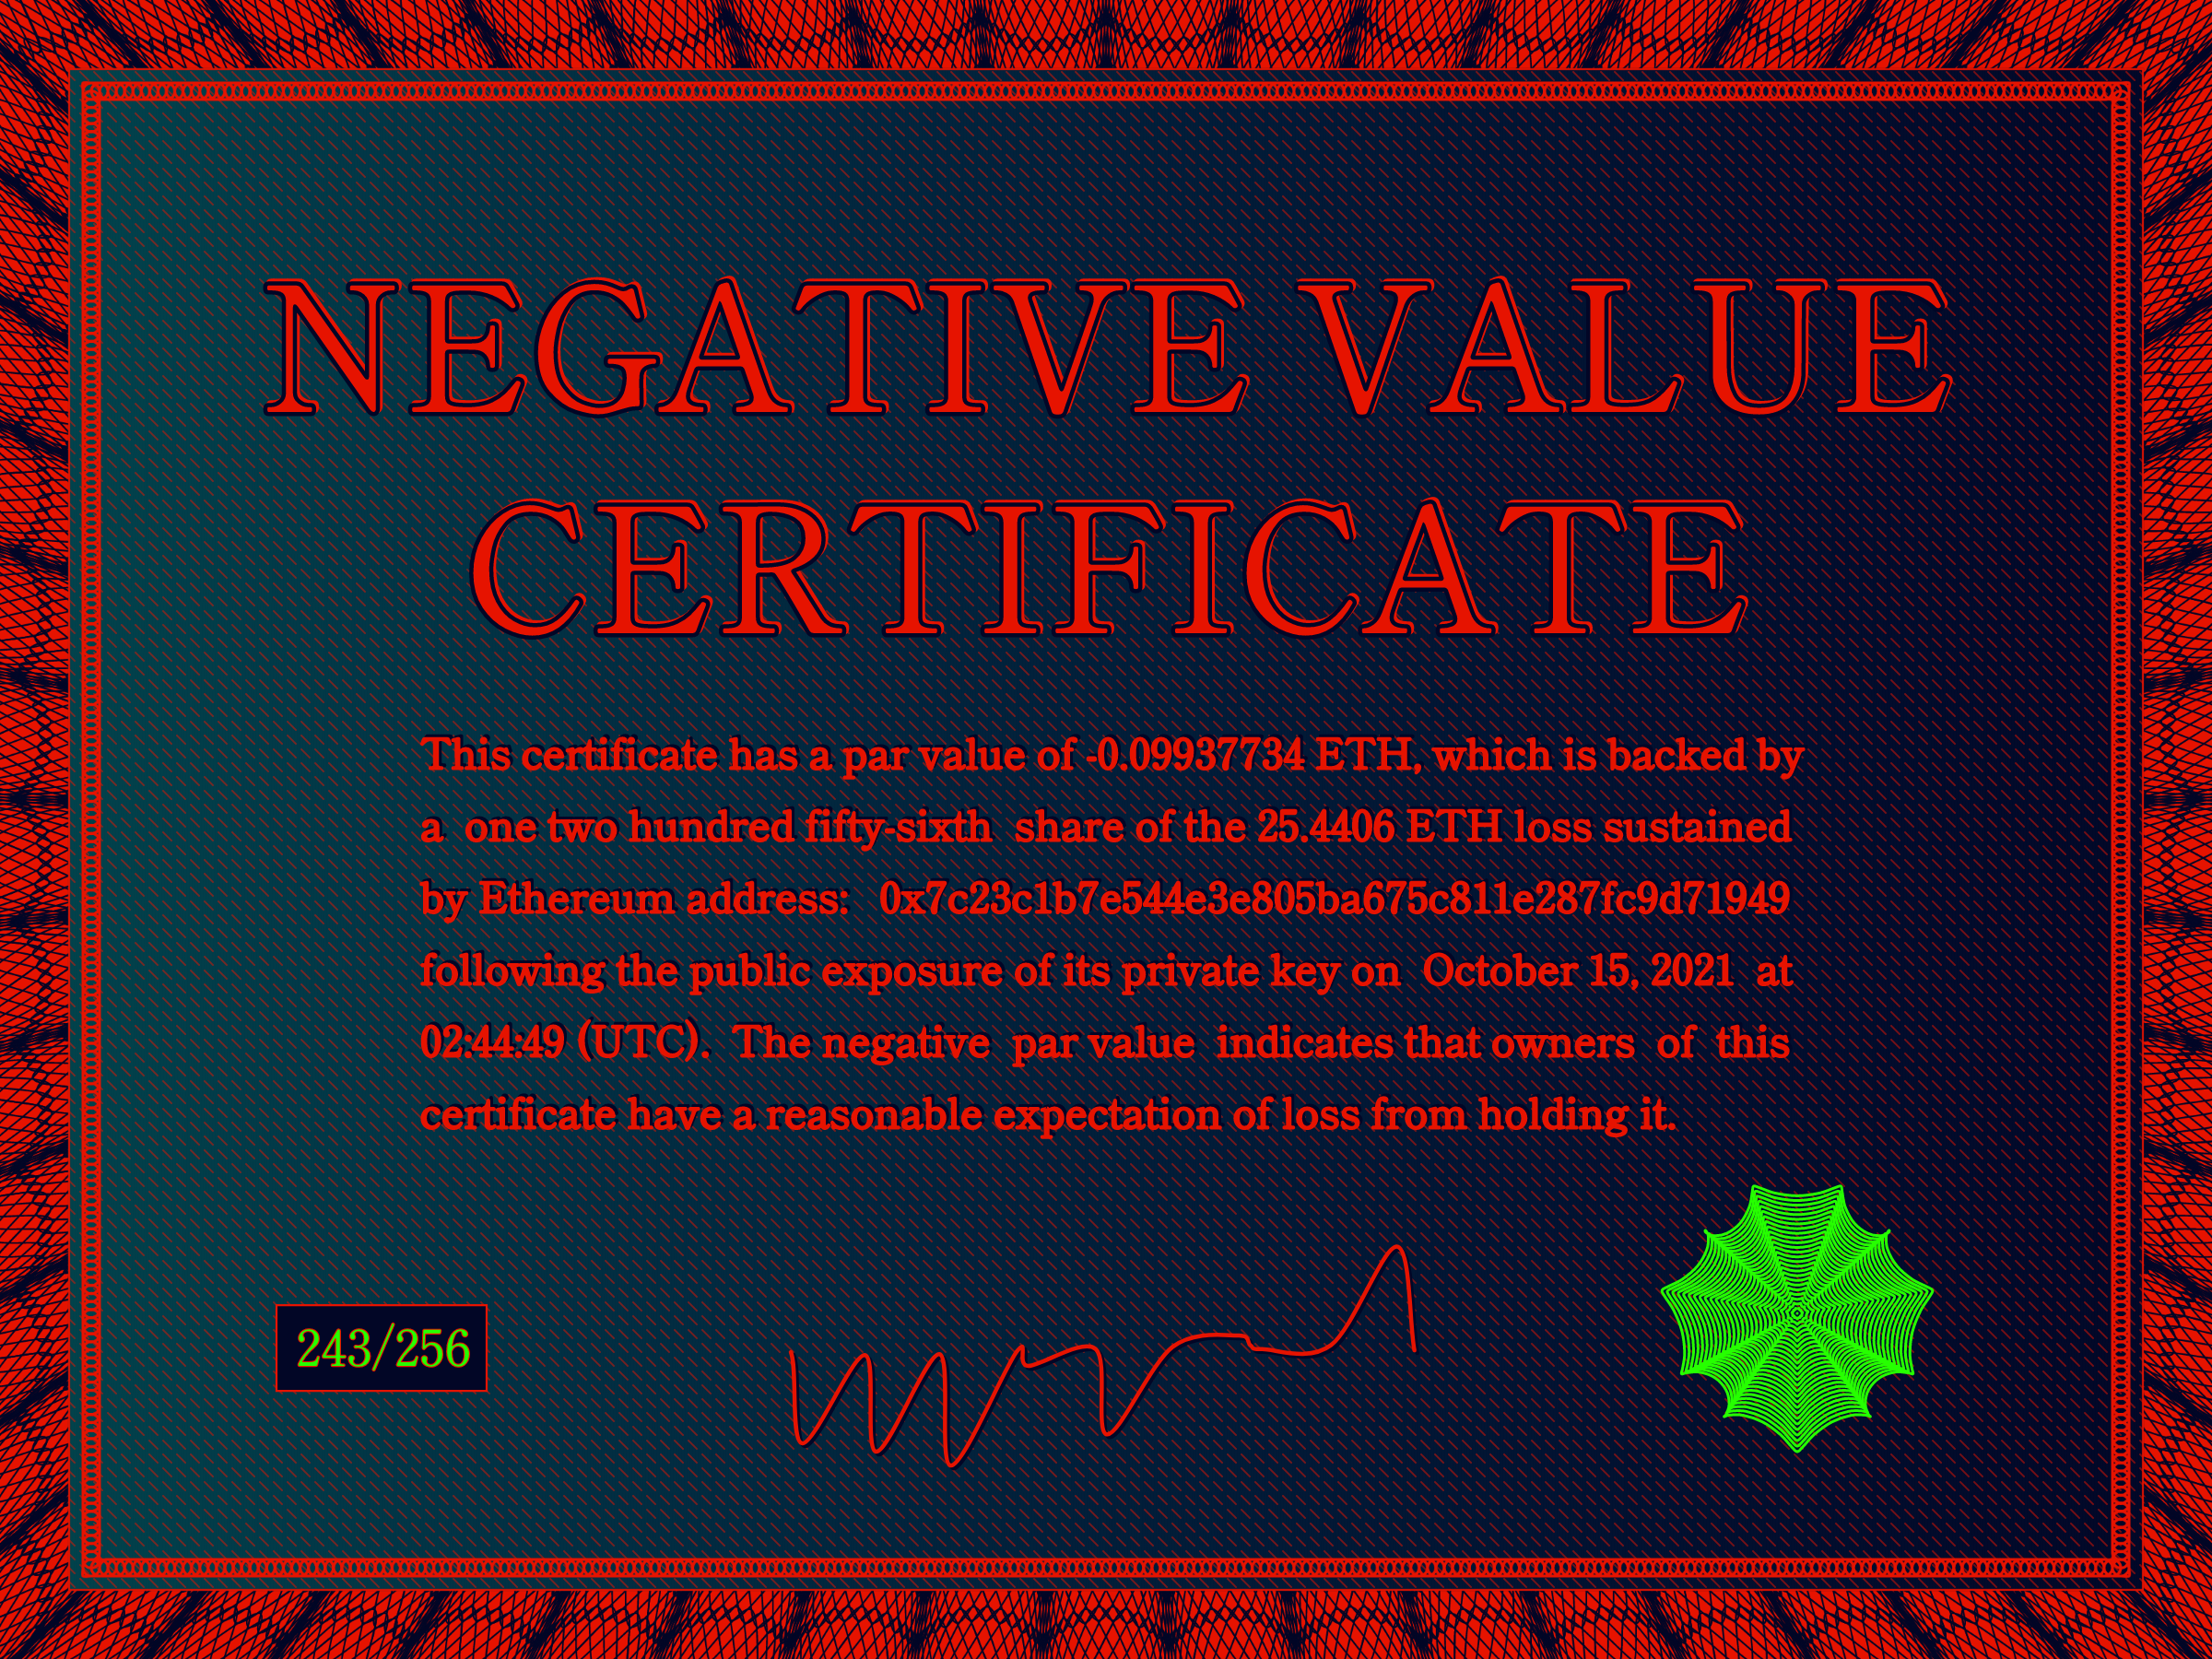 NEGATIVE VALUE
CERTIFICATE
This certificate has a par value of -0.09937734 ETH, which is backed by
a one two hundred fifty-sixth share of the 25.4406 ETH loss sustained
by Ethereum address: 0x7c23c1b7e544e3e805ba675c811e287fc9d71949
following the public exposure of its private key on October 15, 2021 at
02:44:49 (UTC). The negative par value indicates that owners of this
certificate have a reasonable expectation of loss from holding it.
243/256